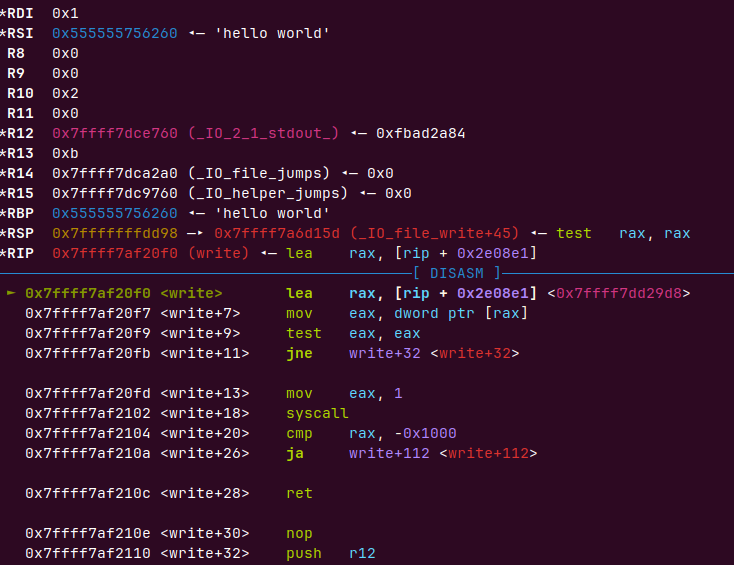 *RDI  0x1
*RSI  0x555555756260 ◂— 'hello world'
 R8   0x0
 R9   0x0
 R10  0x2
 R11  0x0
*R12  0x7ffff7dce760 (_IO_2_1_stdout_) ◂— 0xfbad2a84
*R13  0xb
*R14  0x7ffff7dca2a0 (_IO_file_jumps) ◂— 0x0
*R15  0x7ffff7dc9760 (_IO_helper_jumps) ◂— 0x0
*RBP  0x555555756260 ◂— 'hello world'
*RSP  0x7fffffffdd98 —▸ 0x7ffff7a6d15d (_IO_file_write+45) ◂— test   rax, rax
*RIP  0x7ffff7af20f0 (write) ◂— lea    rax, [rip + 0x2e08e1]
[ DISASM ]
 ► 0x7ffff7af20f0 <write>       lea    rax, [rip + 0x2e08e1] <0x7ffff7dd29d8>
   0x7ffff7af20f7 <write+7>     mov    eax, dword ptr [rax]
   0x7ffff7af20f9 <write+9>     test   eax, eax
   0x7ffff7af20fb <write+11>    jne    write+32 <write+32>
   0x7ffff7af20fd <write+13>    mov    eax, 1
   0x7ffff7af2102 <write+18>    syscall
   0x7ffff7af2104 <write+20>    cmp    rax, -0x1000
   0x7ffff7af210a <write+26>    ja     write+112 <write+112>
   0x7ffff7af210c <write+28>    ret
   0x7ffff7af210e <write+30>    nop
   0x7ffff7af2110 <write+32>    push   r12